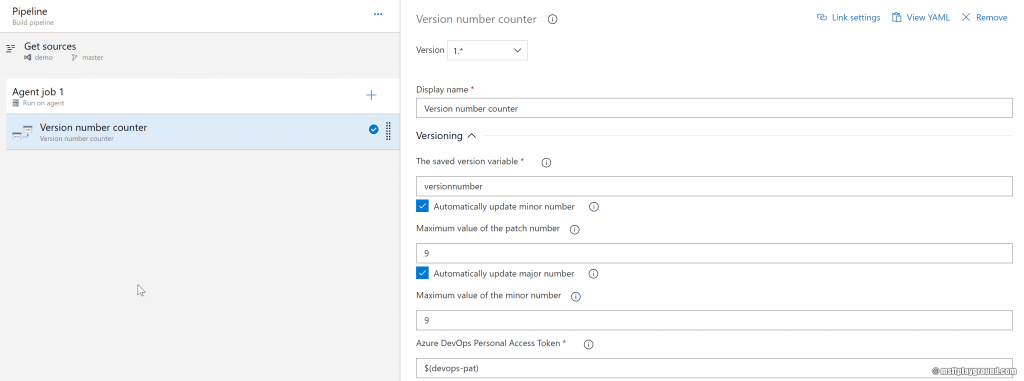 Pipeline
Build pipeline
...
Get sources
demo master
Agent job 1
Run on agent
+
Version number counter
Version number counter
Version number counter
Link settings View YAML Remove
Version 1.*
Display name *
Version number counter
Versioning
The saved version variable *
versionnumber
Automatically update minor number
Maximum value of the patch number
9
Automatically update major number
Maximum value of the minor number
9
Azure DevOps Personal Access Token *
$(devops-pat)
@ msftplayground.com